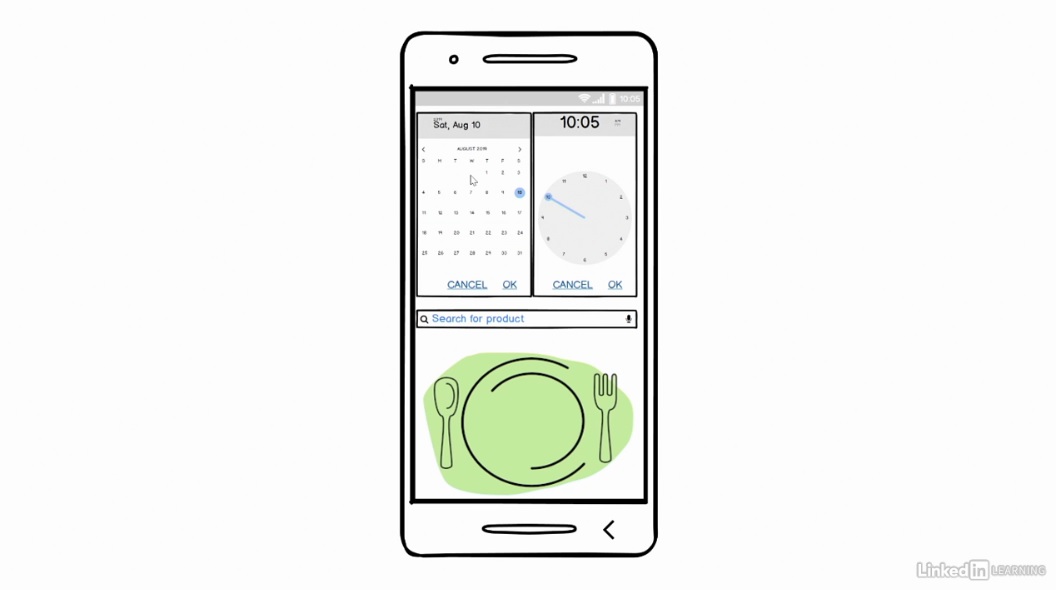 10:05
Sat, Aug 10
AUGUST 2019
S M T W T F S
1 2 3
4 5 6 7 8 9 10
11 12 13 14 15 16 17
18 19 20 21 22 23 24
25 26 27 28 29 30 31
CANCEL OK
10:05
12
11 1
10 2
9 3
8 4
7 5
6
CANCEL OK
Search for product
LinkedIn LEARNING